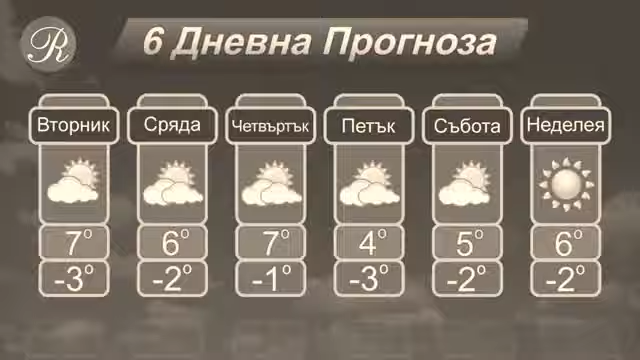 R
6 Дневна Прогноза
Вторник Сряда Четвъртък Петък Събота Неделея
7° 6° 7° 4° 5° 6°
-3° -2° -1° -3° -2° -2°